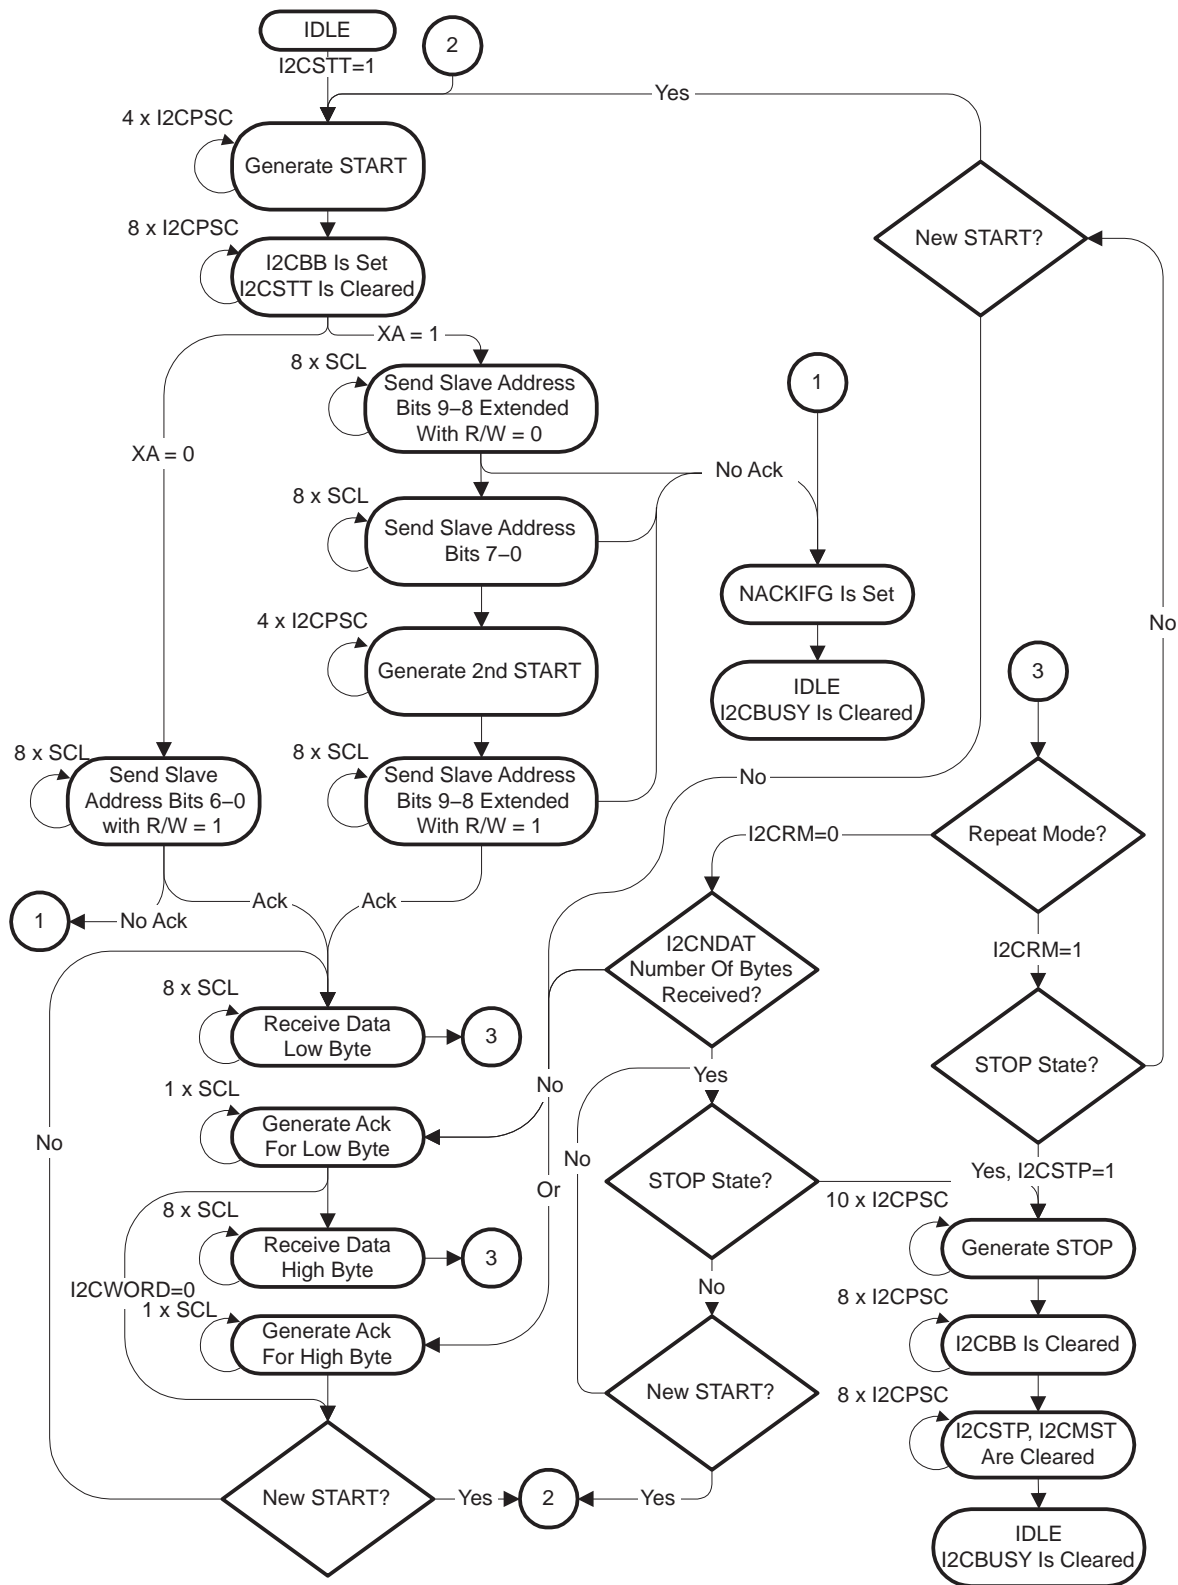 IDLE
2
I2CSTT=1
Yes
4 x I2CPSC
Generate START
8 x I2CPSC
New START?
I2CBB Is Set
I2CSTT Is Cleared
XA = 1
8 x SCL
Send Slave Address
Bits 9–8 Extended
With R/W = 0
1
XA = 0
No Ack
8 x SCL
Send Slave Address
Bits 7–0
NACKIFG Is Set
No
4 x I2CPSC
Generate 2nd START
IDLE
I2CBUSY Is Cleared
3
8 x SCL
Send Slave
Address Bits 6–0
with R/W = 1
8 x SCL
Send Slave Address
Bits 9–8 Extended
With R/W = 1
No
I2CRM=0
Repeat Mode?
Ack
Ack
1
No Ack
I2CNDAT
Number Of Bytes
Received?
I2CRM=1
8 x SCL
Receive Data
Low Byte
3
STOP State?
Yes
No
1 x SCL
Generate Ack
For Low Byte
No
No
STOP State?
Yes, I2CSTP=1
Or
10 x I2CPSC
8 x SCL
Receive Data
High Byte
3
Generate STOP
I2CWORD=0
No
8 x I2CPSC
1 x SCL
Generate Ack
For High Byte
I2CBB Is Cleared
New START?
8 x I2CPSC
I2CSTP, I2CMST
Are Cleared
New START?
Yes
2
Yes
IDLE
I2CBUSY Is Cleared